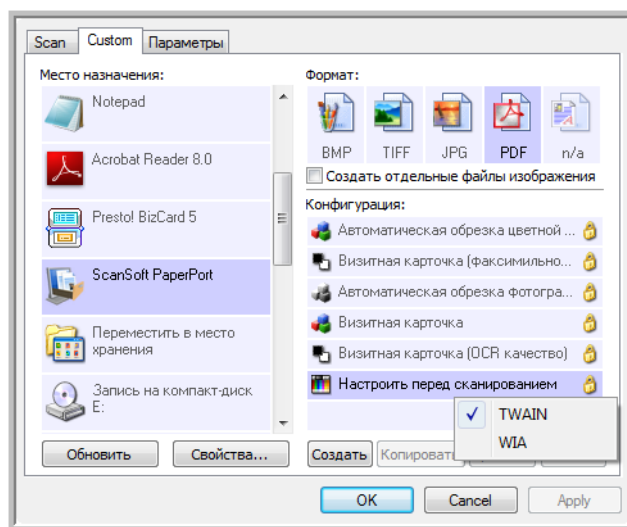 Scan Custom Параметры
Место назначения:
Notepad
Acrobat Reader 8.0
Presto! BizCard 5
ScanSoft PaperPort
Переместить в место
хранения
Запись на компакт-диск
E:
Обновить Свойства...
Формат:
BMP TIFF JPG PDF n/a
Создать отдельные файлы изображения
Конфигурация:
Автоматическая обрезка цветной ...
Визитная карточка (факсимильно...
Автоматическая обрезка фотогра...
Визитная карточка
Визитная карточка (OCR качество)
Настроить перед сканированием
TWAIN
WIA
Создать Копировать
OK Cancel Apply